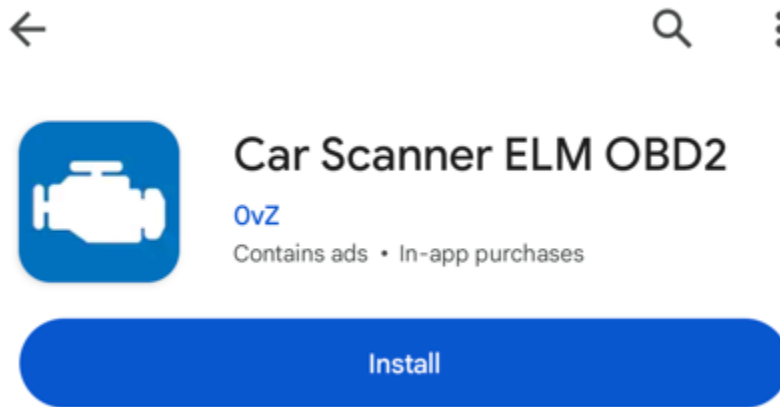 Car Scanner ELM OBD2
0vZ
Contains ads • In-app purchases
Install